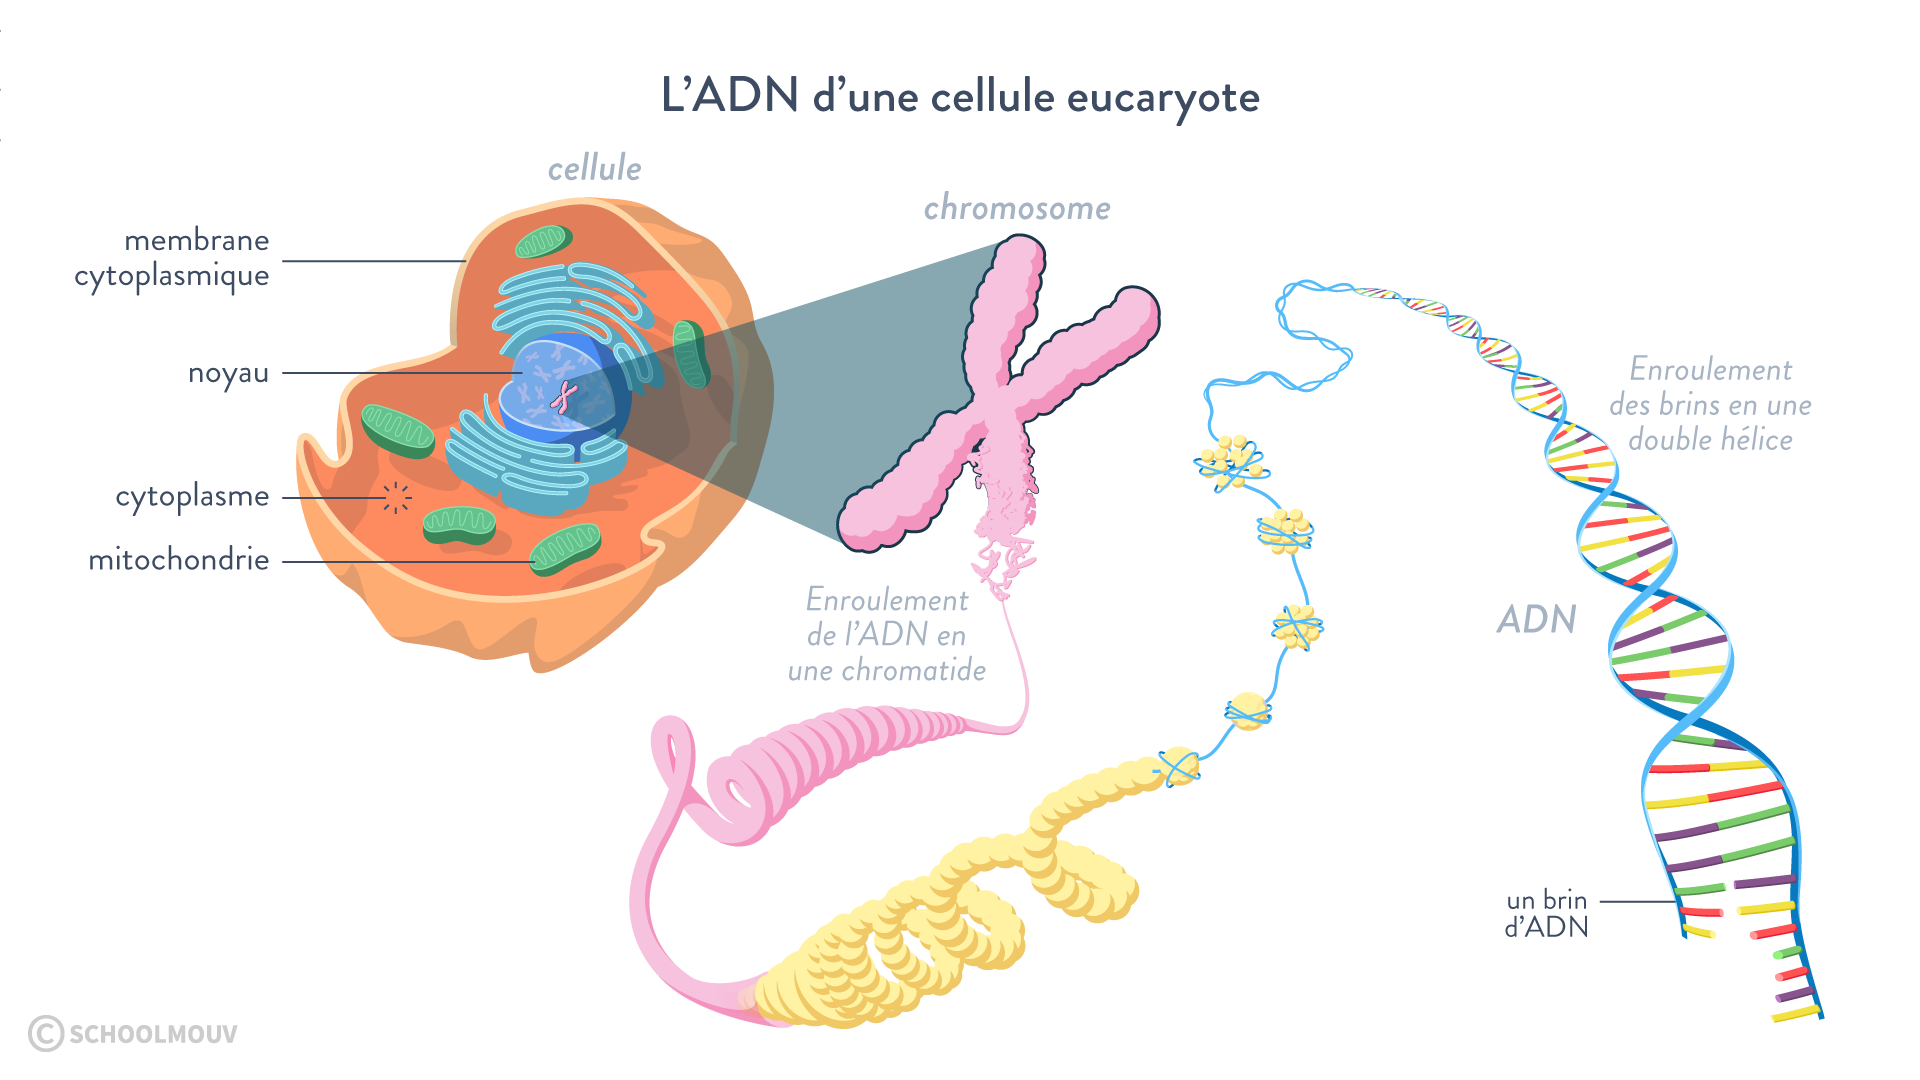 L’ADN d’une cellule eucaryote
cellule
chromosome
membrane
cytoplasmique
noyau
cytoplasme
mitochondrie
Enroulement
de l’ADN en
une chromatide
Enroulement
des brins en une
double hélice
ADN
un brin
d’ADN
© SCHOOLMOUV